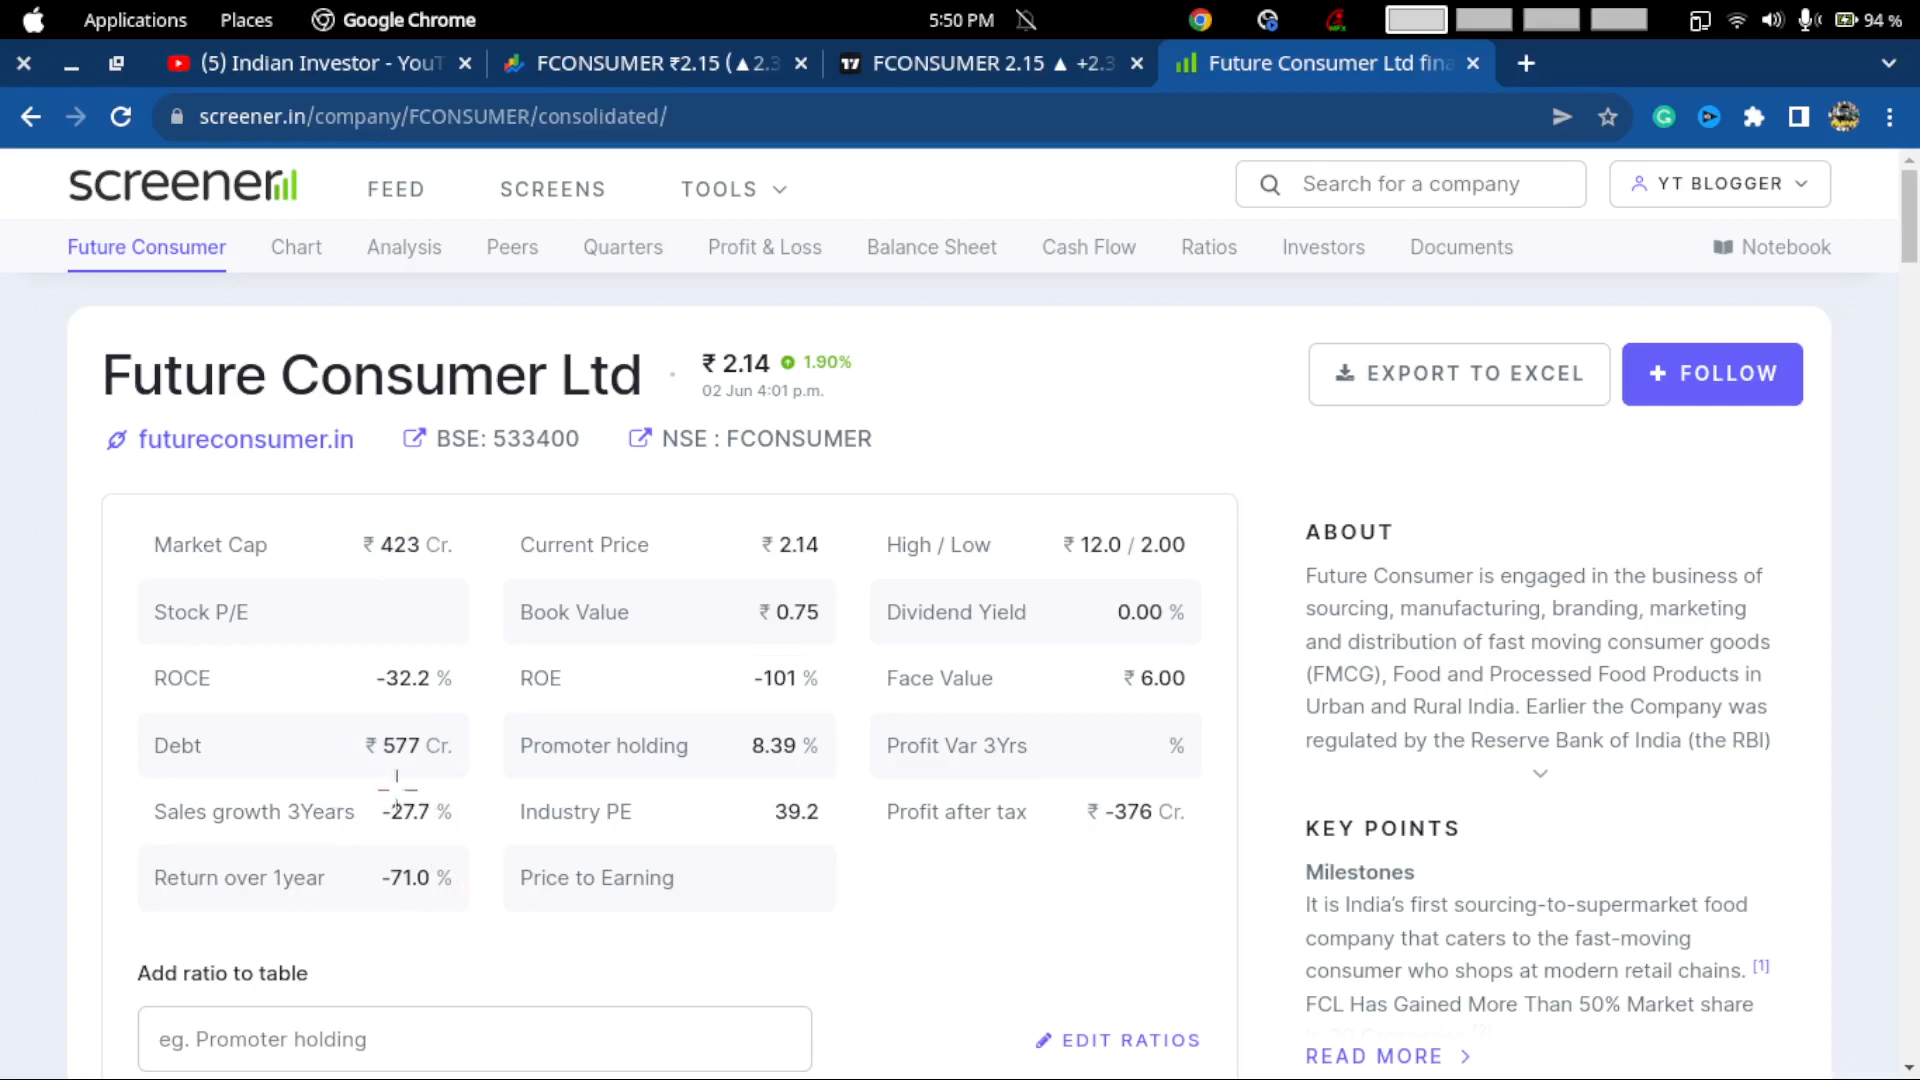 Applications Places Google Chrome 5:50 PM 94 %
(5) Indian Investor - YouT FCONSUMER ₹2.15 (▲2.3 FCONSUMER 2.15 ▲ +2.3 Future Consumer Ltd fina
screener.in/company/FCONSUMER/consolidated/
screener FEED SCREENS TOOLS Search for a company YT BLOGGER
Future Consumer Chart Analysis Peers Quarters Profit & Loss Balance Sheet Cash Flow Ratios Investors Documents Notebook
Future Consumer Ltd ₹ 2.14 1.90%
02 Jun 4:01 p.m.
EXPORT TO EXCEL + FOLLOW
futureconsumer.in BSE: 533400 NSE : FCONSUMER
Market Cap ₹ 423 Cr. Current Price ₹ 2.14 High / Low ₹ 12.0 / 2.00
Stock P/E Book Value ₹ 0.75 Dividend Yield 0.00 %
ROCE -32.2 % ROE -101 % Face Value ₹ 6.00
Debt ₹ 577 Cr. Promoter holding 8.39 % Profit Var 3Yrs %
Sales growth 3Years -27.7 % Industry PE 39.2 Profit after tax ₹ -376 Cr.
Return over 1year -71.0 % Price to Earning
Add ratio to table
eg. Promoter holding EDIT RATIOS
ABOUT
Future Consumer is engaged in the business of
sourcing, manufacturing, branding, marketing
and distribution of fast moving consumer goods
(FMCG), Food and Processed Food Products in
Urban and Rural India. Earlier the Company was
regulated by the Reserve Bank of India (the RBI)
KEY POINTS
Milestones
It is India's first sourcing-to-supermarket food
company that caters to the fast-moving
consumer who shops at modern retail chains. [1]
FCL Has Gained More Than 50% Market share
READ MORE